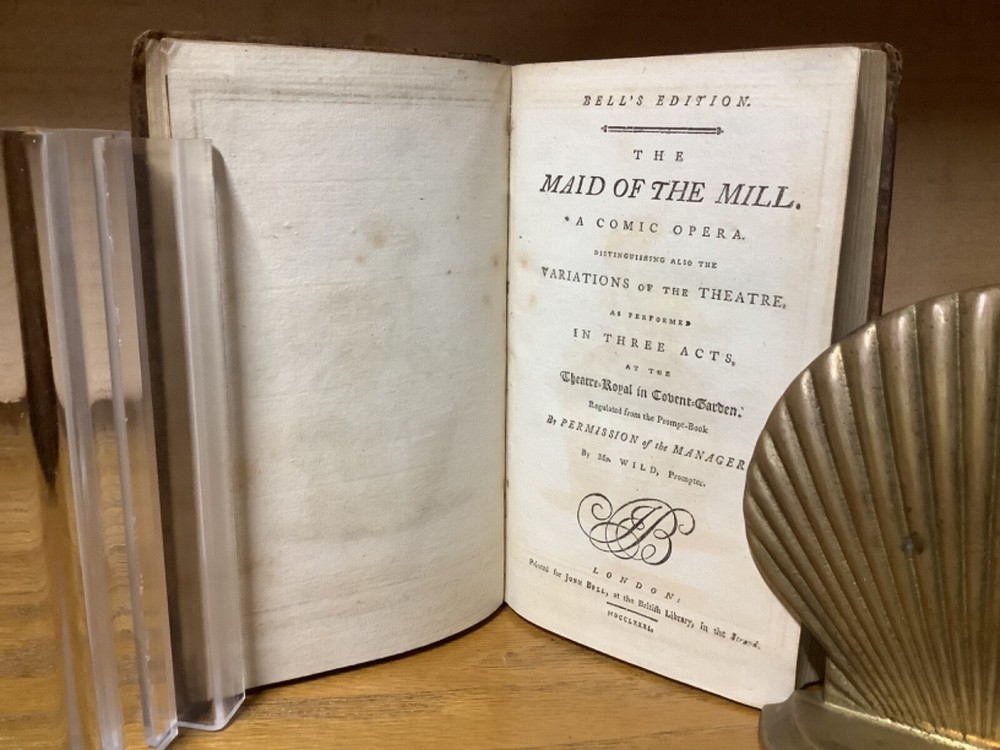 BELL'S EDITION.
THE
MAID OF THE MILL.
A COMIC OPERA.
DISTINGUISHING ALSO THE
VARIATIONS OF THE THEATRE,
AS PERFORMED
IN THREE ACTS,
AT THE
Theatre-Royal in Covent-Garden.
Regulated from the Prompt-Book
By PERMISSION of the MANAGER
By Mr. WILD, Prompter.
JB
LONDON:
Printed for JOHN BELL, at the British Library, in the Strand.
MDCCLXXXI.